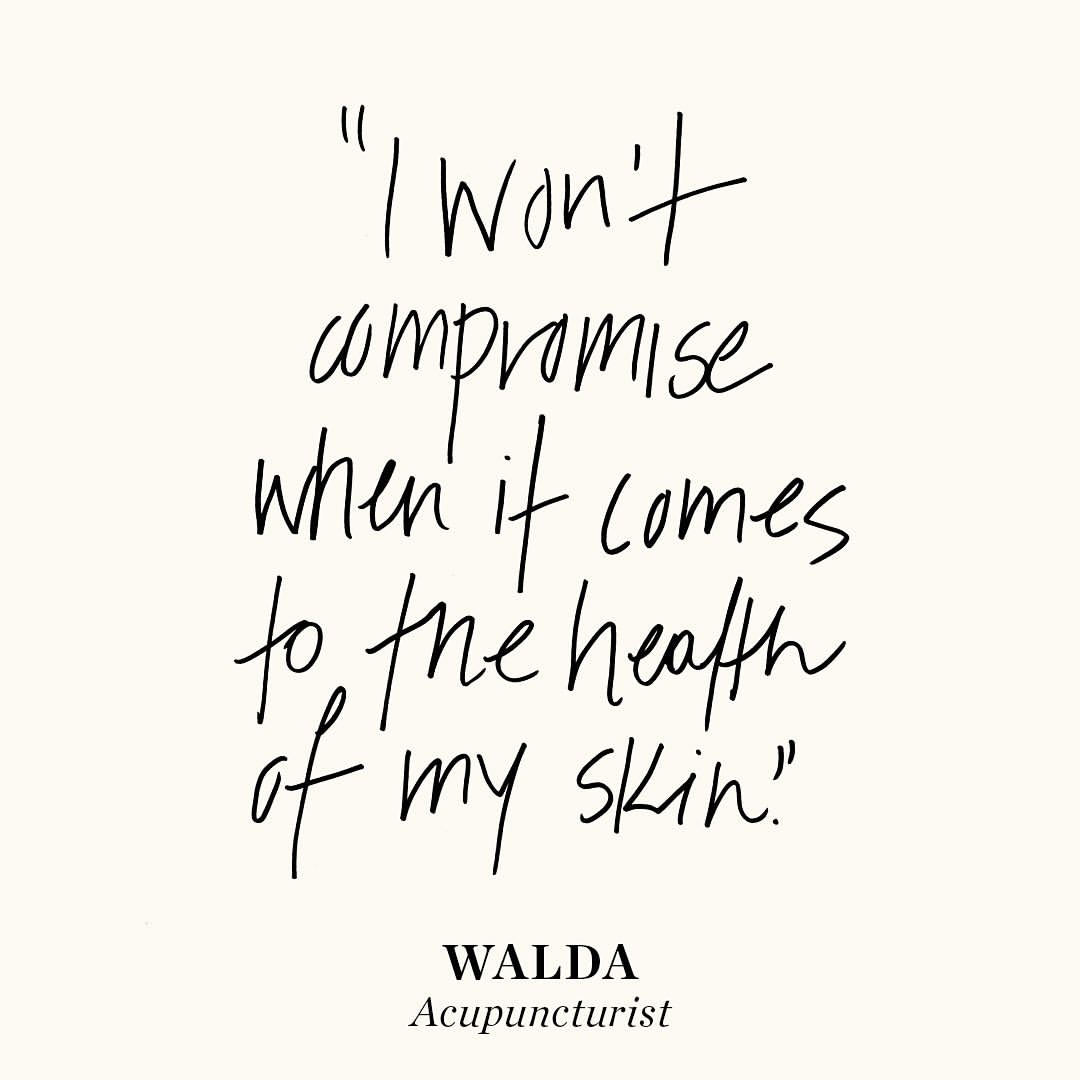 "I won't
compromise
when it comes
to the health
of my skin."
WALDA
Acupuncturist